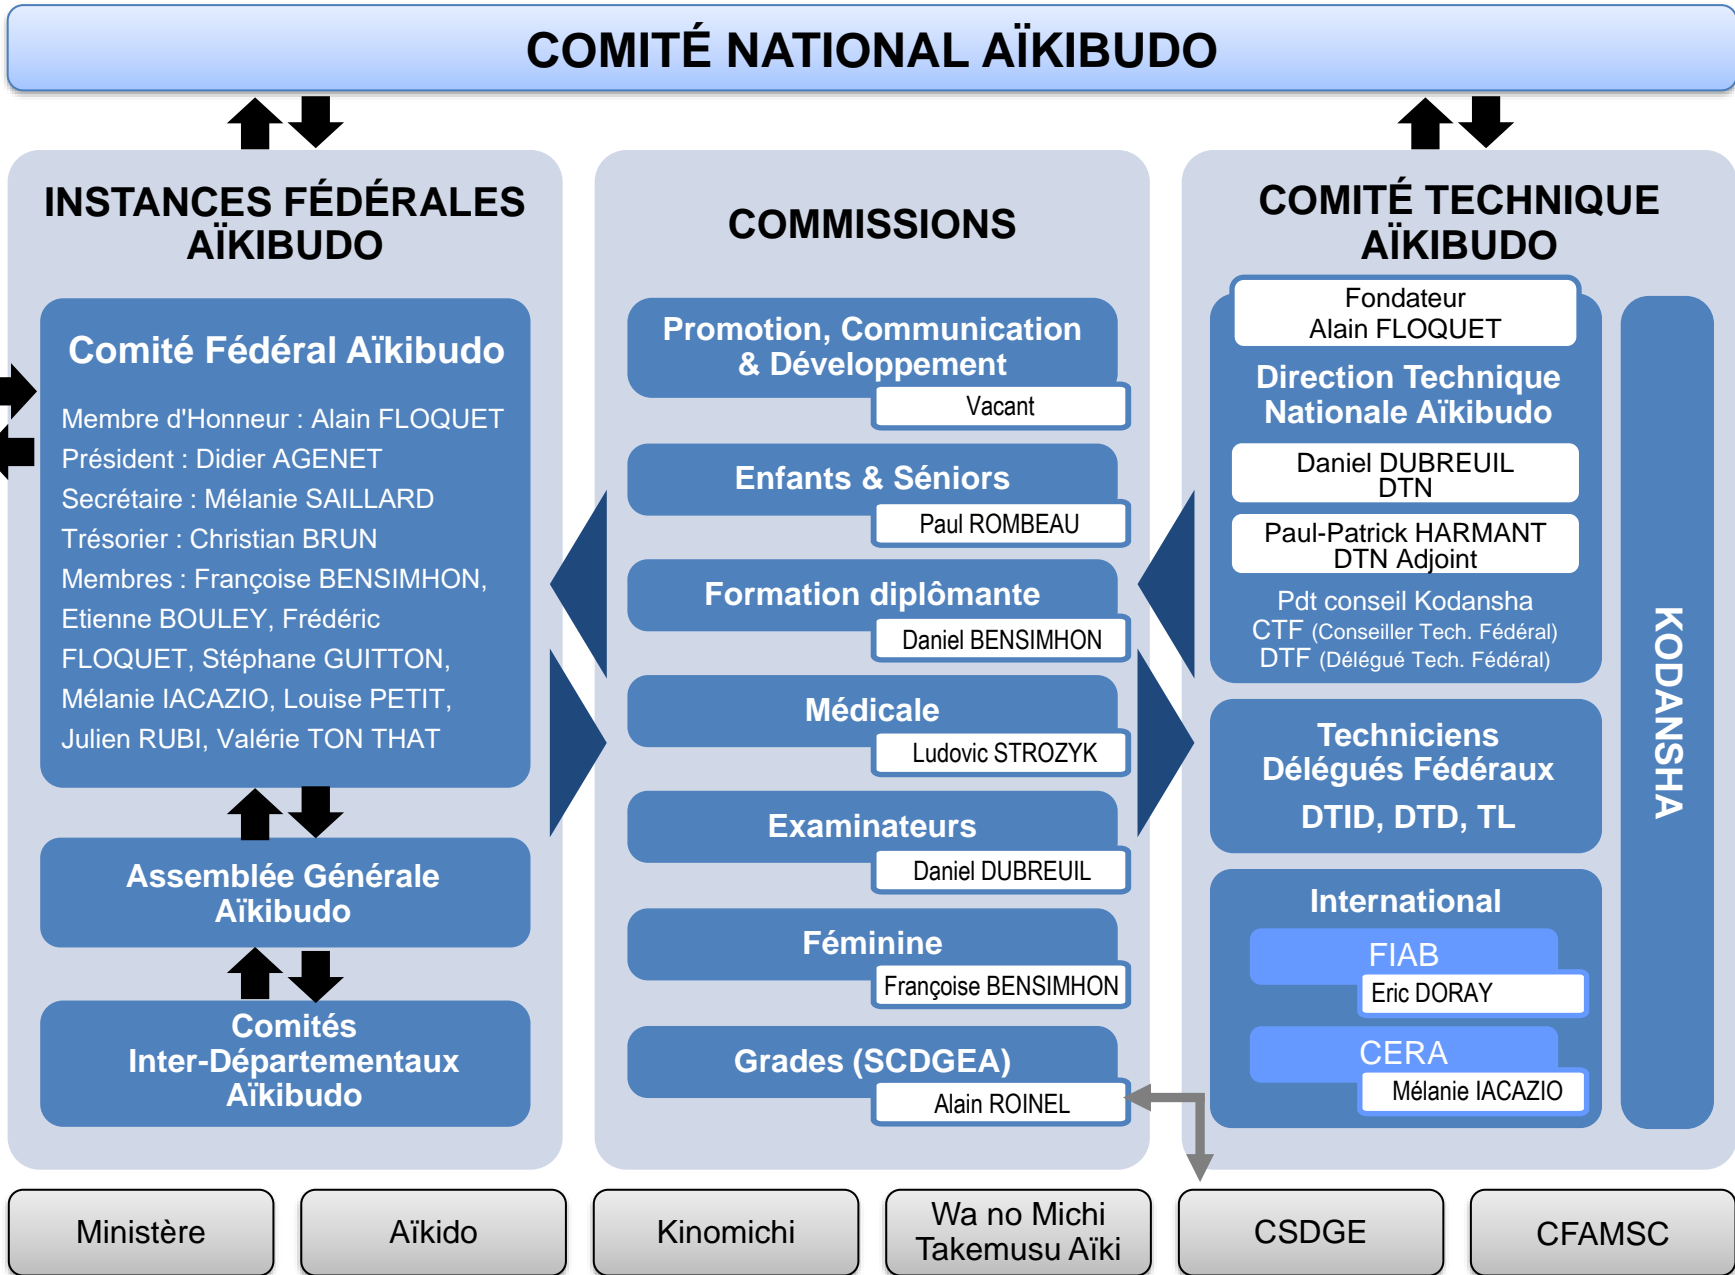 COMITÉ NATIONAL AÏKIBUDO
INSTANCES FÉDÉRALES
AÏKIBUDO
Comité Fédéral Aïkibudo
Membre d'Honneur : Alain FLOQUET
Président : Didier AGENET
Secrétaire : Mélanie SAILLARD
Trésorier : Christian BRUN
Membres : Françoise BENSIMHON,
Etienne BOULEY, Frédéric
FLOQUET, Stéphane GUITTON,
Mélanie IACAZIO, Louise PETIT,
Julien RUBI, Valérie TON THAT
Assemblée Générale
Aïkibudo
Comités
Inter-Départementaux
Aïkibudo
COMMISSIONS
Promotion, Communication
& Développement
Vacant
Enfants & Séniors
Paul ROMBEAU
Formation diplômante
Daniel BENSIMHON
Médicale
Ludovic STROZYK
Examinateurs
Daniel DUBREUIL
Féminine
Françoise BENSIMHON
Grades (SCDGEA)
Alain ROINEL
COMITÉ TECHNIQUE
AÏKIBUDO
Fondateur
Alain FLOQUET
Direction Technique
Nationale Aïkibudo
Daniel DUBREUIL
DTN
Paul-Patrick HARMANT
DTN Adjoint
Pdt conseil Kodansha
CTF (Conseiller Tech. Fédéral)
DTF (Délégué Tech. Fédéral)
Techniciens
Délégués Fédéraux
DTID, DTD, TL
International
FIAB
Eric DORAY
CERA
Mélanie IACAZIO
KODANSHA
Ministère
Aïkido
Kinomichi
Wa no Michi
Takemusu Aïki
CSDGE
CFAMSC